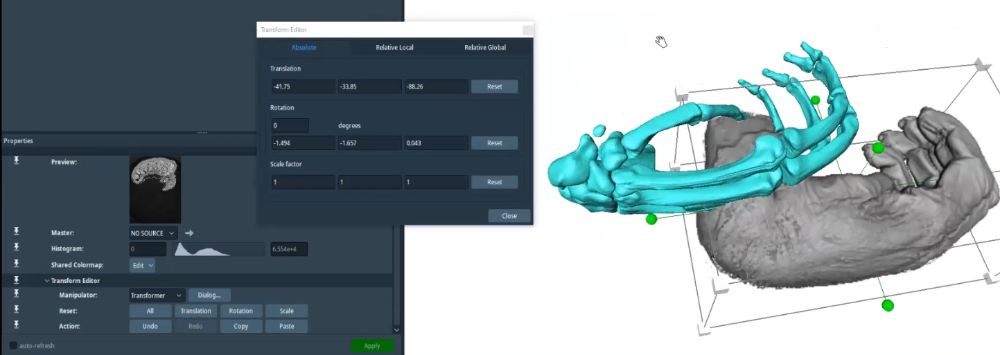 Transform Editor
Absolute Relative Local Relative Global
Translation
-41.75 -33.85 -88.26 Reset
Rotation
0 degrees
-1.494 -1.657 0.043 Reset
Scale factor
1 1 1 Reset
Close
Properties
Preview:
Master: NO SOURCE
Histogram: 0 6.554e+4
Shared Colormap: Edit
Transform Editor
Manipulator: Transformer Dialog...
Reset: All Translation Rotation Scale
Action: Undo Redo Copy Paste
auto-refresh Apply